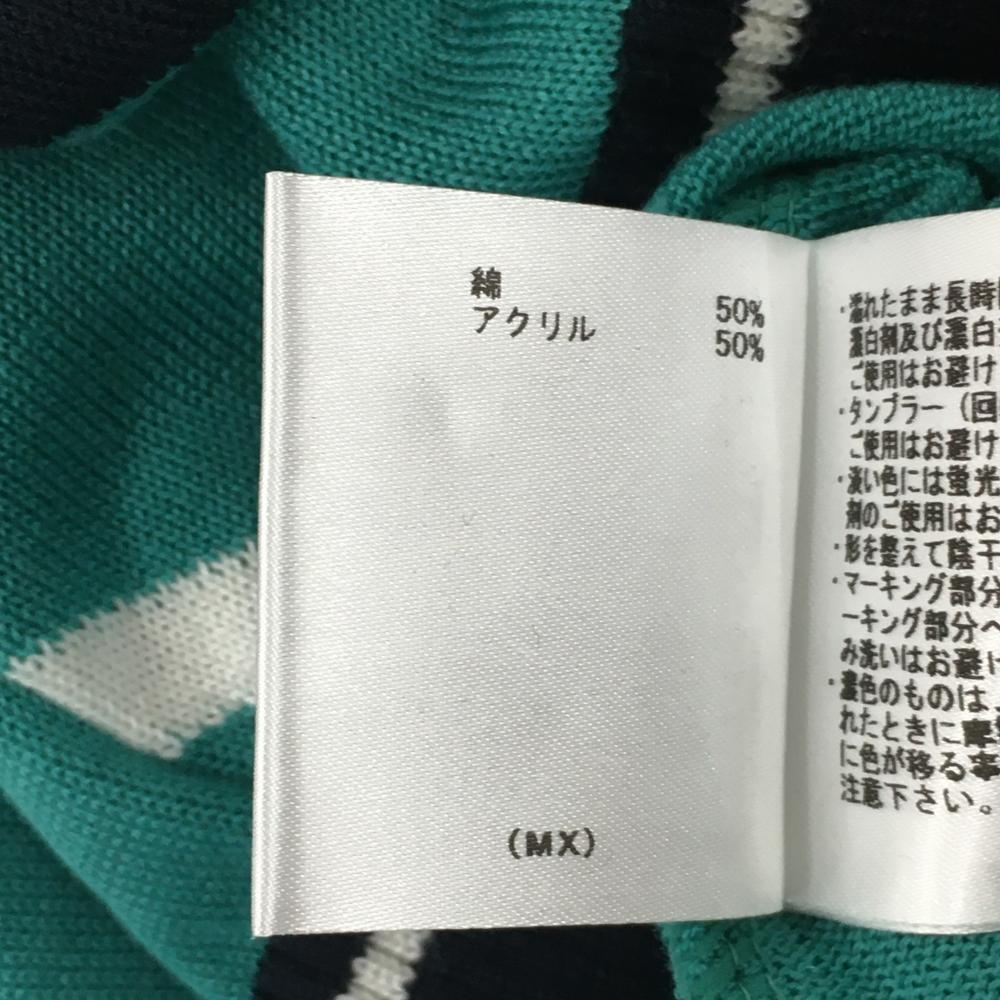 綿 50%
アクリル 50%
(MX)
・濡れたまま長時
漂白剤及び漂白
ご使用はお避け
・タンブラー（回
ご使用はお避け
・淡い色には蛍光
剤のご使用はお
・形を整えて陰干
・マーキング部分
ーキング部分へ
み洗いはお避け
・濃色のものは、
れたときに摩
に色が移る事
注意下さい。